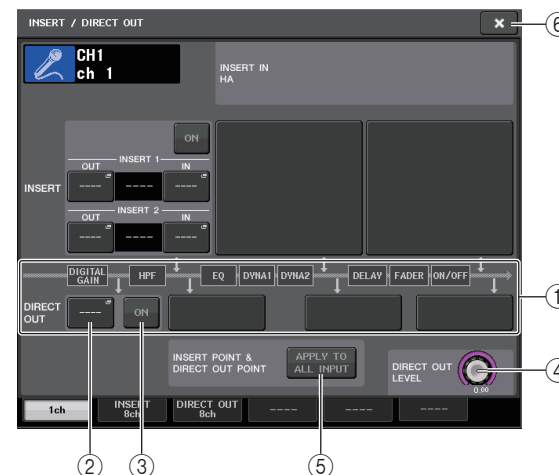 INSERT / DIRECT OUT
×
⑥
CH1
ch 1
INSERT IN
HA
ON
INSERT 1
OUT
IN
INSERT
----
----
----
INSERT 2
OUT
IN
----
----
----
DIGITAL
GAIN
HPF
EQ
DYNA1
DYNA2
DELAY
FADER
ON/OFF
①
DIRECT
OUT
----
ON
INSERT POINT &
DIRECT OUT POINT
APPLY TO
ALL INPUT
DIRECT OUT
LEVEL
0.00
④
1ch
INSERT
8ch
DIRECT OUT
8ch
----
----
----
②
③
⑤